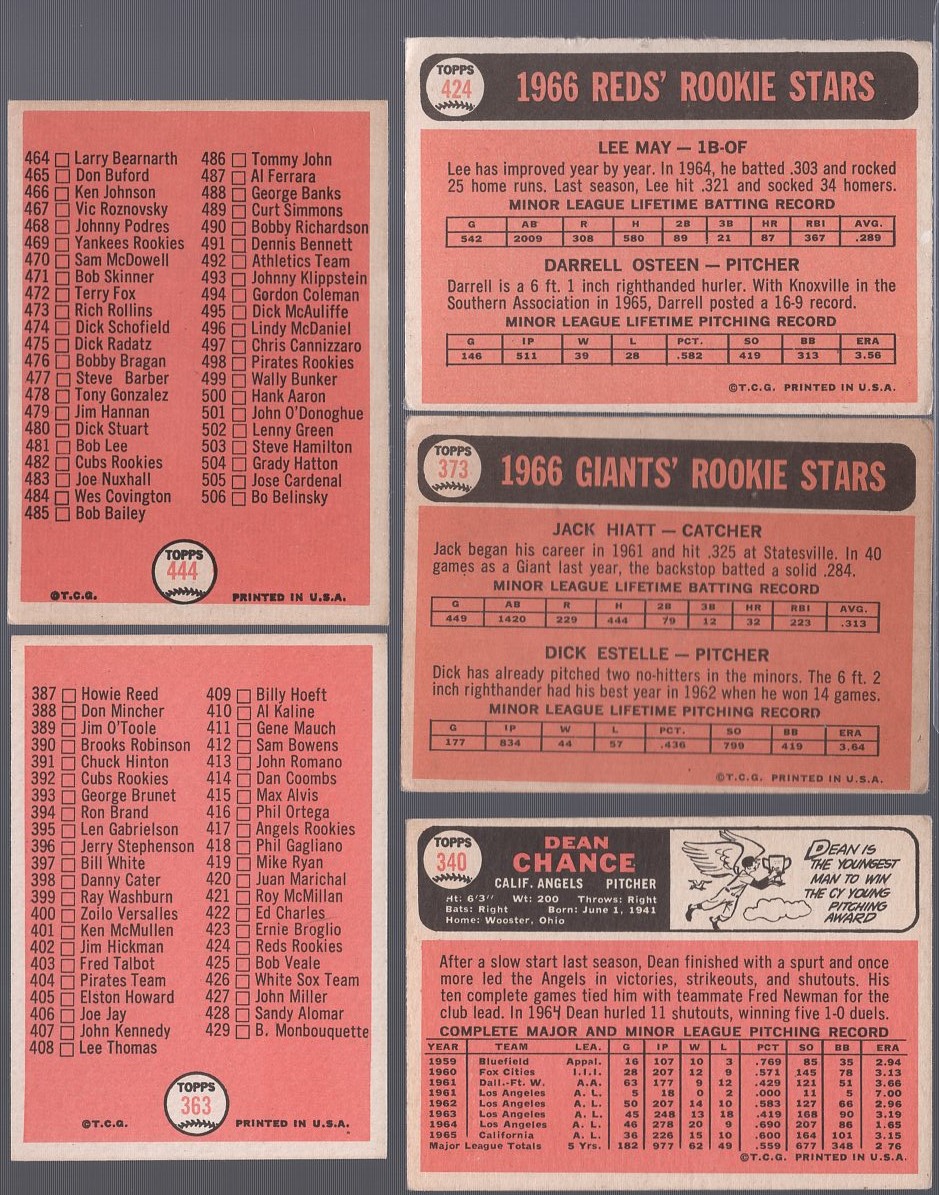 464 Larry Bearnarth
465 Don Buford
466 Ken Johnson
467 Vic Roznovsky
468 Johnny Podres
469 Yankees Rookies
470 Sam McDowell
471 Bob Skinner
472 Terry Fox
473 Rich Rollins
474 Dick Schofield
475 Dick Radatz
476 Bobby Bragan
477 Steve Barber
478 Tony Gonzalez
479 Jim Hannan
480 Dick Stuart
481 Bob Lee
482 Cubs Rookies
483 Joe Nuxhall
484 Wes Covington
485 Bob Bailey
486 Tommy John
487 Al Ferrara
488 George Banks
489 Curt Simmons
490 Bobby Richardson
491 Dennis Bennett
492 Athletics Team
493 Johnny Klippstein
494 Gordon Coleman
495 Dick McAuliffe
496 Lindy McDaniel
497 Chris Cannizzaro
498 Pirates Rookies
499 Wally Bunker
500 Hank Aaron
501 John O'Donoghue
502 Lenny Green
503 Steve Hamilton
504 Grady Hatton
505 Jose Cardenal
506 Bo Belinsky
TOPPS
444
©T.C.G. PRINTED IN U.S.A.
387 Howie Reed
388 Don Mincher
389 Jim O'Toole
390 Brooks Robinson
391 Chuck Hinton
392 Cubs Rookies
393 George Brunet
394 Ron Brand
395 Len Gabrielson
396 Jerry Stephenson
397 Bill White
398 Danny Cater
399 Ray Washburn
400 Zoilo Versalles
401 Ken McMullen
402 Jim Hickman
403 Fred Talbot
404 Pirates Team
405 Elston Howard
406 Joe Jay
407 John Kennedy
408 Lee Thomas
409 Billy Hoeft
410 Al Kaline
411 Gene Mauch
412 Sam Bowens
413 John Romano
414 Dan Coombs
415 Max Alvis
416 Phil Ortega
417 Angels Rookies
418 Phil Gagliano
419 Mike Ryan
420 Juan Marichal
421 Roy McMillan
422 Ed Charles
423 Ernie Broglio
424 Reds Rookies
425 Bob Veale
426 White Sox Team
427 John Miller
428 Sandy Alomar
429 B. Monbouquette
TOPPS
363
©T.C.G. PRINTED IN U.S.A.
TOPPS
424
1966 REDS' ROOKIE STARS
LEE MAY — 1B-OF
Lee has improved year by year. In 1964, he batted .303 and rocked
25 home runs. Last season, Lee hit .321 and socked 34 homers.
MINOR LEAGUE LIFETIME BATTING RECORD
G AB R H 2B 3B HR RBI AVG.
542 2009 308 580 89 21 87 367 .289
DARRELL OSTEEN — PITCHER
Darrell is a 6 ft. 1 inch righthanded hurler. With Knoxville in the
Southern Association in 1965, Darrell posted a 16-9 record.
MINOR LEAGUE LIFETIME PITCHING RECORD
G IP W L PCT. SO BB ERA
146 511 39 28 .582 419 313 3.56
©T.C.G. PRINTED IN U.S.A.
TOPPS
373
1966 GIANTS' ROOKIE STARS
JACK HIATT — CATCHER
Jack began his career in 1961 and hit .325 at Statesville. In 40
games as a Giant last year, the backstop batted a solid .284.
MINOR LEAGUE LIFETIME BATTING RECORD
G AB R H 2B 3B HR RBI AVG.
449 1420 229 444 79 12 32 223 .313
DICK ESTELLE — PITCHER
Dick has already pitched two no-hitters in the minors. The 6 ft. 2
inch righthander had his best year in 1962 when he won 14 games.
MINOR LEAGUE LIFETIME PITCHING RECORD
G IP W L PCT. SO BB ERA
177 834 44 57 .436 799 419 3.64
©T.C.G. PRINTED IN U.S.A.
TOPPS
340
DEAN
CHANCE
CALIF. ANGELS PITCHER
Ht: 6'3" Wt: 200 Throws: Right
Bats: Right Born: June 1, 1941
Home: Wooster, Ohio
DEAN IS
THE YOUNGEST
MAN TO WIN
THE CY YOUNG
PITCHING
AWARD
After a slow start last season, Dean finished with a spurt and once
more led the Angels in victories, strikeouts, and shutouts. His
ten complete games tied him with teammate Fred Newman for the
club lead. In 1964 Dean hurled 11 shutouts, winning five 1-0 duels.
COMPLETE MAJOR AND MINOR LEAGUE PITCHING RECORD
YEAR TEAM LEA. G IP W L PCT SO BB ERA
1959 Bluefield Appal. 16 107 10 3 .769 85 35 2.94
1960 Fox Cities I.I.I. 28 207 12 9 .571 145 78 3.13
1961 Dall.-Ft. W. A.A. 63 177 9 12 .429 121 51 3.66
1961 Los Angeles A. L. 5 18 0 2 .000 11 5 7.00
1962 Los Angeles A. L. 50 207 14 10 .583 127 66 2.96
1963 Los Angeles A. L. 45 248 13 18 .419 168 90 3.19
1964 Los Angeles A. L. 46 278 20 9 .690 207 86 1.65
1965 California A. L. 36 226 15 10 .600 164 101 3.15
Major League Totals 5 Yrs. 182 977 62 49 .559 677 348 2 76
©T.C.G. PRINTED IN U.S.A.